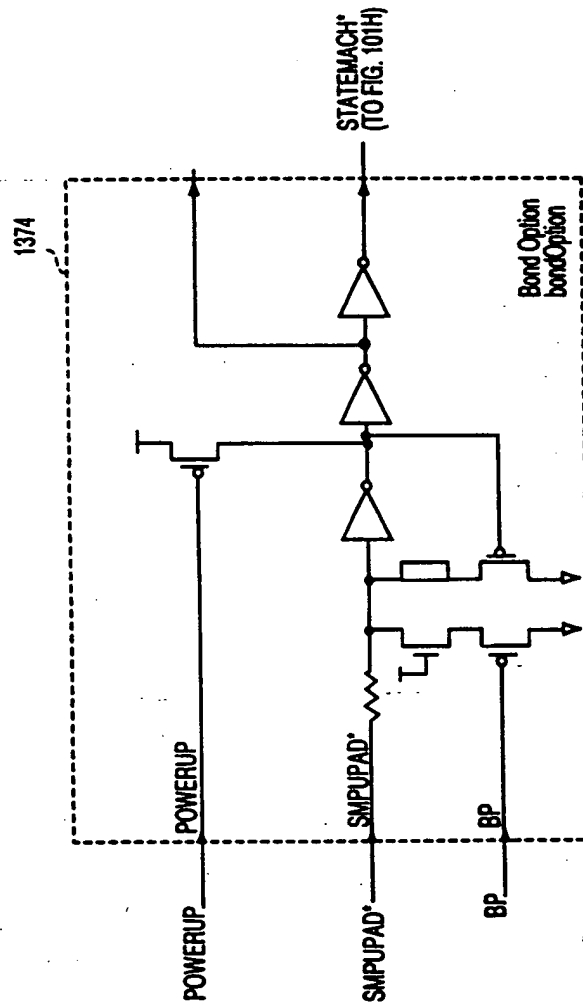 1374
POWERUP
POWERUP
SMPUPAD*
SMPUPAD*
BP
BP
STATEMACH*
(TO FIG. 101H)
Bond Option
bondOption